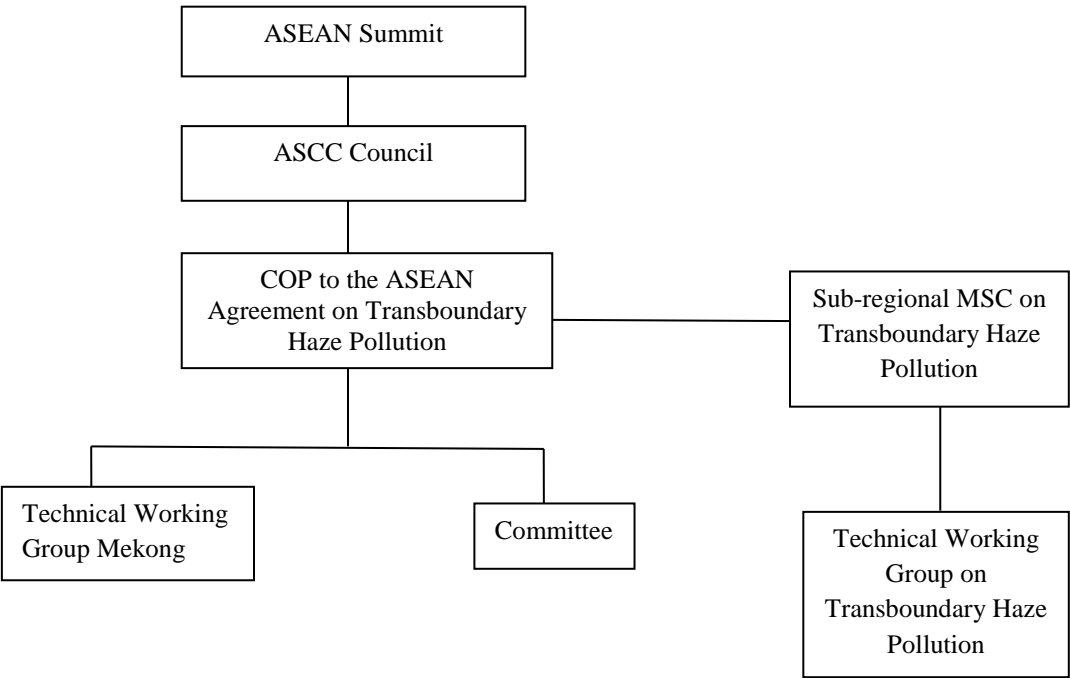 ASEAN Summit
ASCC Council
COP to the ASEAN
Agreement on Transboundary
Haze Pollution
Sub-regional MSC on
Transboundary Haze
Pollution
Technical Working
Group Mekong
Committee
Technical Working
Group on
Transboundary Haze
Pollution